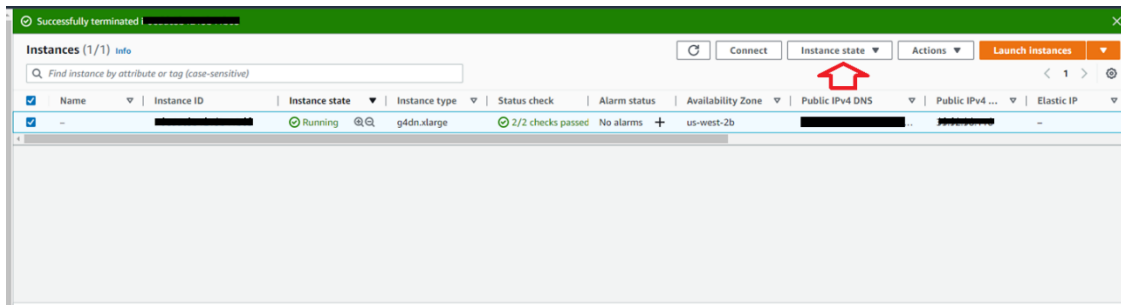 Successfully terminated
Instances (1/1) Info
Connect
Instance state
Actions
Launch instances
Find instance by attribute or tag (case-sensitive)
1
Name
Instance ID
Instance state
Instance type
Status check
Alarm status
Availability Zone
Public IPv4 DNS
Public IPv4 ...
Elastic IP
–
Running
g4dn.xlarge
2/2 checks passed
No alarms +
us-west-2b
...
–